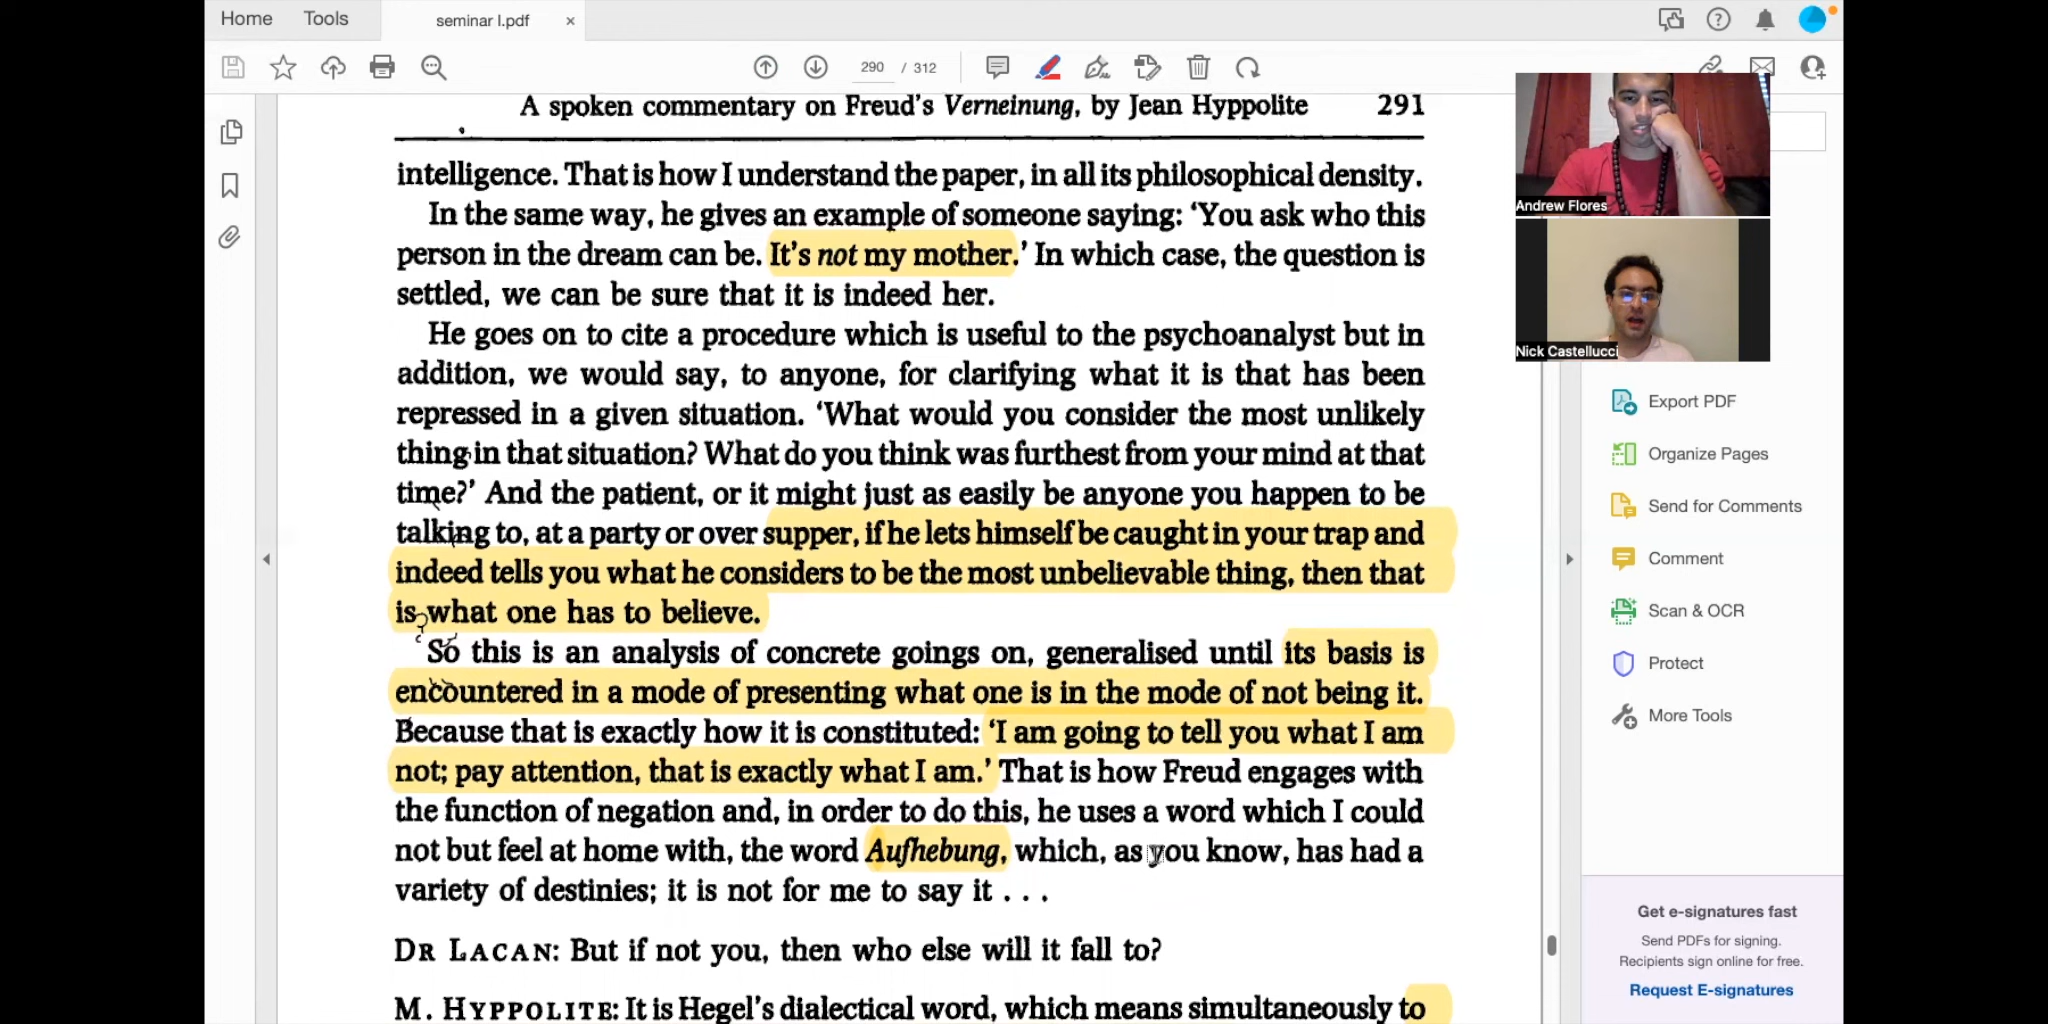 Home Tools seminar I.pdf ×
290 / 312
A spoken commentary on Freud's Verneinung, by Jean Hyppolite 291
intelligence. That is how I understand the paper, in all its philosophical density.
In the same way, he gives an example of someone saying: ‘You ask who this
person in the dream can be. It's not my mother.’ In which case, the question is
settled, we can be sure that it is indeed her.
He goes on to cite a procedure which is useful to the psychoanalyst but in
addition, we would say, to anyone, for clarifying what it is that has been
repressed in a given situation. ‘What would you consider the most unlikely
thing in that situation? What do you think was furthest from your mind at that
time?’ And the patient, or it might just as easily be anyone you happen to be
talking to, at a party or over supper, if he lets himself be caught in your trap and
indeed tells you what he considers to be the most unbelievable thing, then that
is what one has to believe.
So this is an analysis of concrete goings on, generalised until its basis is
encountered in a mode of presenting what one is in the mode of not being it.
Because that is exactly how it is constituted: ‘I am going to tell you what I am
not; pay attention, that is exactly what I am.’ That is how Freud engages with
the function of negation and, in order to do this, he uses a word which I could
not but feel at home with, the word Aufhebung, which, as you know, has had a
variety of destinies; it is not for me to say it . . .
DR LACAN: But if not you, then who else will it fall to?
M. HYPPOLITE: It is Hegel's dialectical word, which means simultaneously to
Andrew Flores
Nick Castellucci
Export PDF
Organize Pages
Send for Comments
Comment
Scan & OCR
Protect
More Tools
Get e-signatures fast
Send PDFs for signing.
Recipients sign online for free.
Request E-signatures